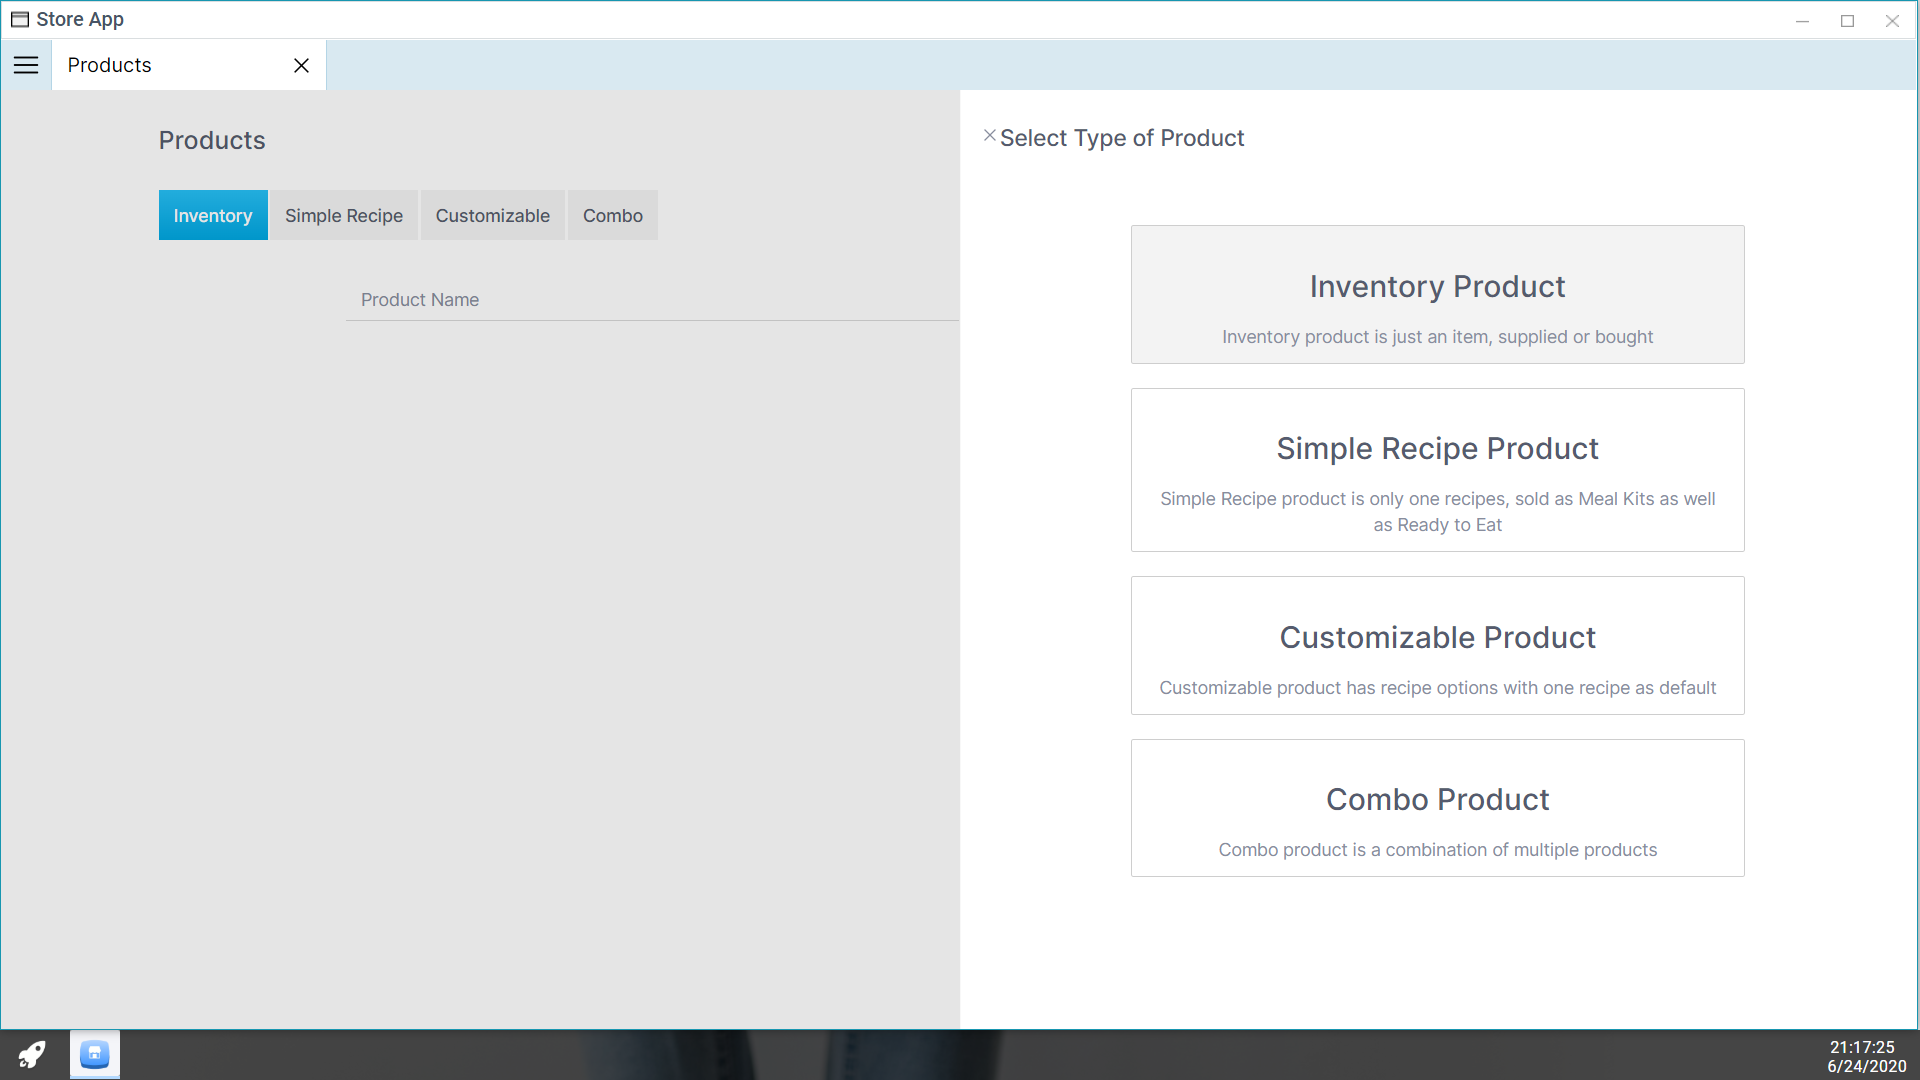 Store App
Products
Products
Inventory
Simple Recipe
Customizable
Combo
Product Name
Select Type of Product
Inventory Product
Inventory product is just an item, supplied or bought
Simple Recipe Product
Simple Recipe product is only one recipes, sold as Meal Kits as well
as Ready to Eat
Customizable Product
Customizable product has recipe options with one recipe as default
Combo Product
Combo product is a combination of multiple products
21:17:25
6/24/2020